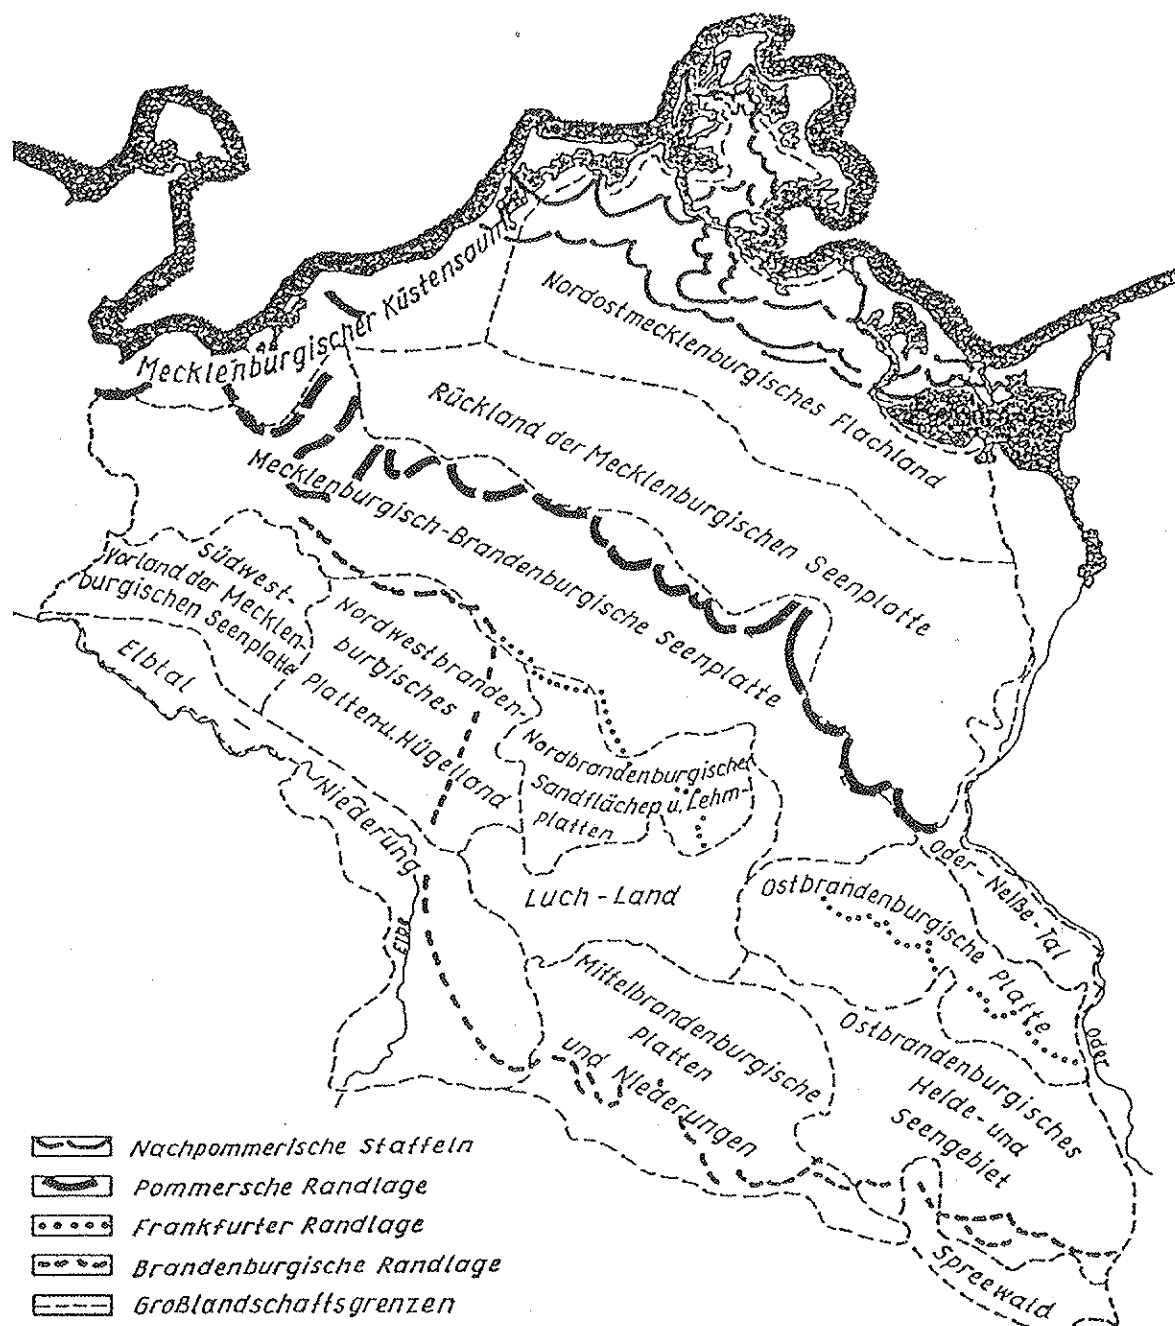 Mecklenburgischer Küstensaum
Nordostmecklenburgisches Flachland
Rückland der Mecklenburgischen Seenplatte
Mecklenburgisch-Brandenburgische Seenplatte
Südwest-
Vorland der Mecklen-
burgischen Seenplatte
Elbtal
Nordwestbranden-
burgisches
Platten-u. Hügelland
Nordbrandenburgische
Sandflächen u. Lehm-
platten
Niederung
Elbe
Luch-Land
Oder-Neiße-Tal
Ostbrandenburgische Platte
Oder
Mittelbrandenburgische
Platten
und Niederungen
Ostbrandenburgisches
Heide- und
Seengebiet
Spreewald
Nachpommerische Staffeln
Pommersche Randlage
Frankfurter Randlage
Brandenburgische Randlage
Großlandschaftsgrenzen